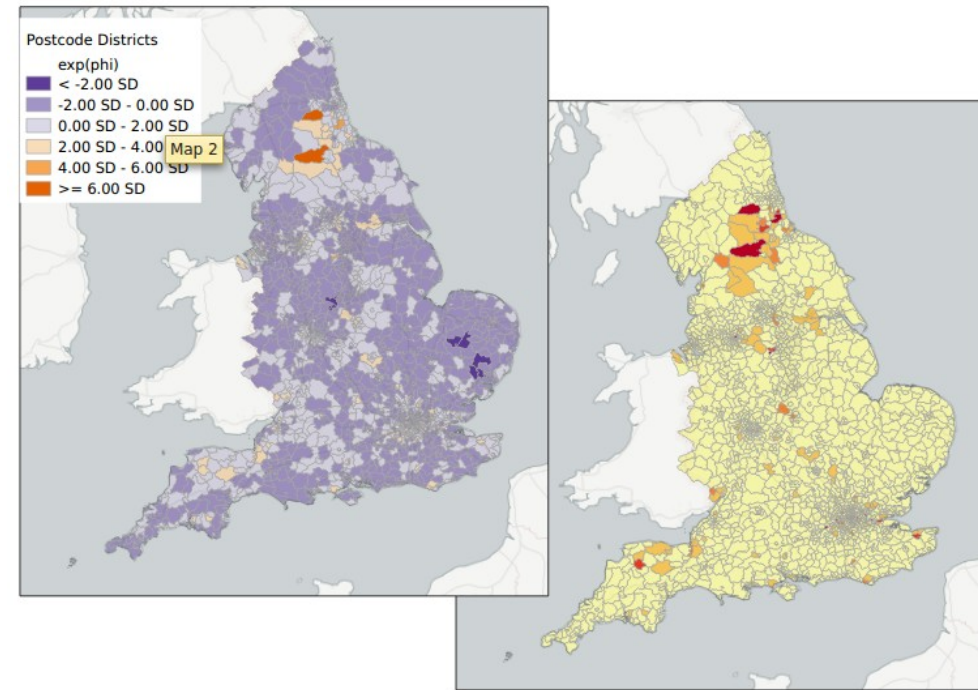 Postcode Districts
exp(phi)
< -2.00 SD
-2.00 SD - 0.00 SD
0.00 SD - 2.00 SD
2.00 SD - 4.00
Map 2
4.00 SD - 6.00 SD
>= 6.00 SD